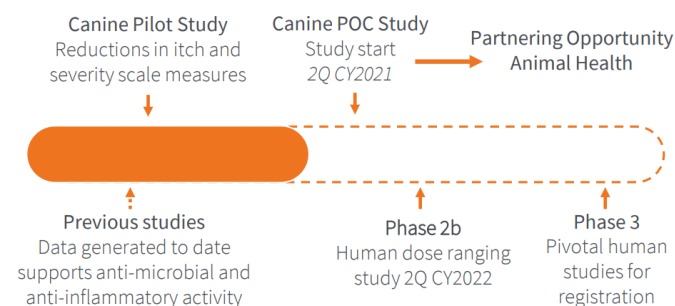 Canine Pilot Study
Reductions in itch and
severity scale measures
Canine POC Study
Study start
2Q CY2021
Partnering Opportunity
Animal Health
Previous studies
Data generated to date
supports anti-microbial and
anti-inflammatory activity
Phase 2b
Human dose ranging
study 2Q CY2022
Phase 3
Pivotal human
studies for
registration